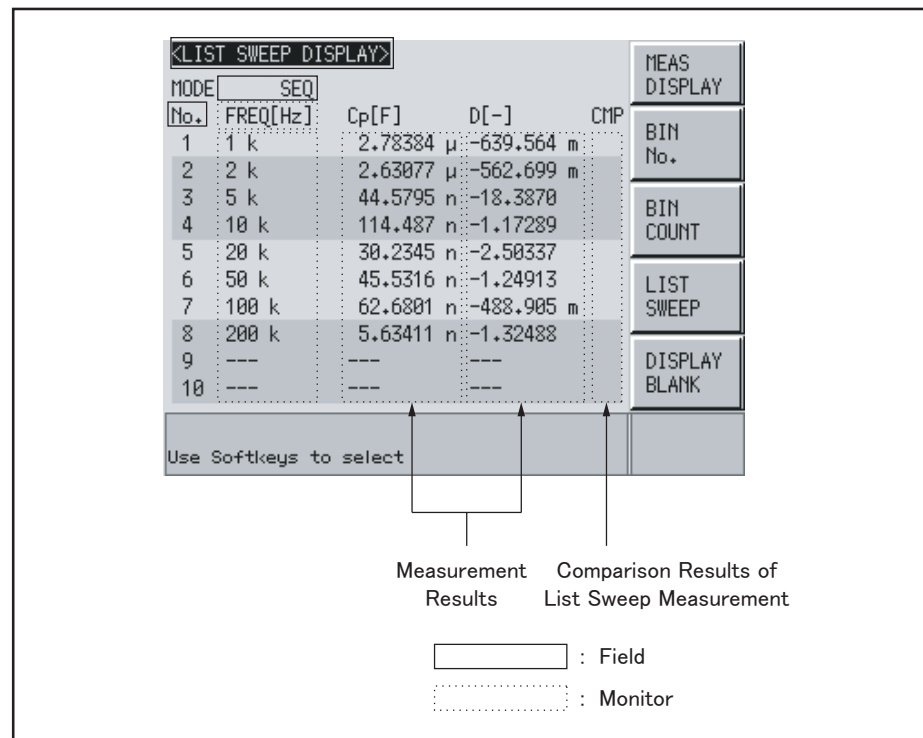 <LIST SWEEP DISPLAY>
MODE SEQ
No. FREQ[Hz] Cp[F] D[-] CMP
1 1 k 2.78384 µ -639.564 m
2 2 k 2.63077 µ -562.699 m
3 5 k 44.5795 n -18.3870
4 10 k 114.487 n -1.17289
5 20 k 30.2345 n -2.50337
6 50 k 45.5316 n -1.24913
7 100 k 62.6801 n -488.905 m
8 200 k 5.63411 n -1.32488
9 --- --- ---
10 --- --- ---
Use Softkeys to select
MEAS
DISPLAY
BIN
No.
BIN
COUNT
LIST
SWEEP
DISPLAY
BLANK
Measurement
Results
Comparison Results of
List Sweep Measurement
: Field
: Monitor